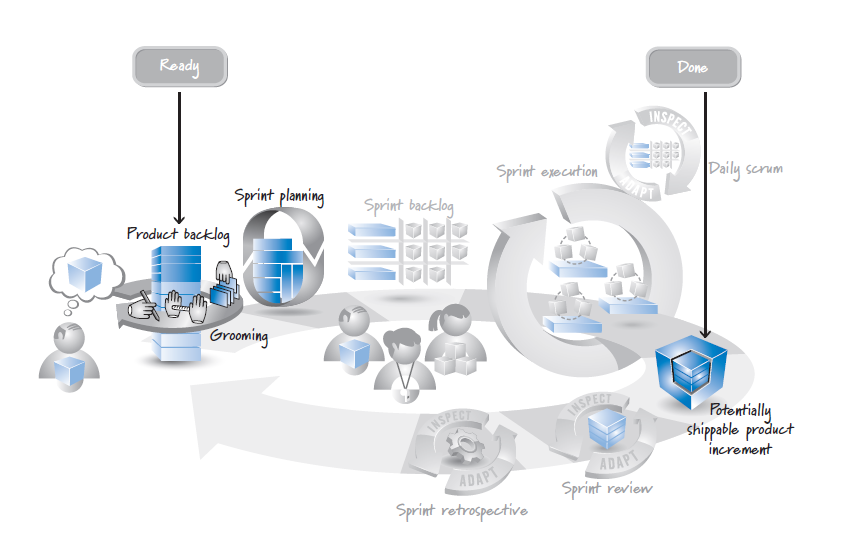 Ready
Done
INSPECT
ADAPT
Daily scrum
Sprint execution
Sprint planning
Sprint backlog
Product backlog
Grooming
Potentially
shippable product
increment
INSPECT
ADAPT
Sprint review
INSPECT
ADAPT
Sprint retrospective